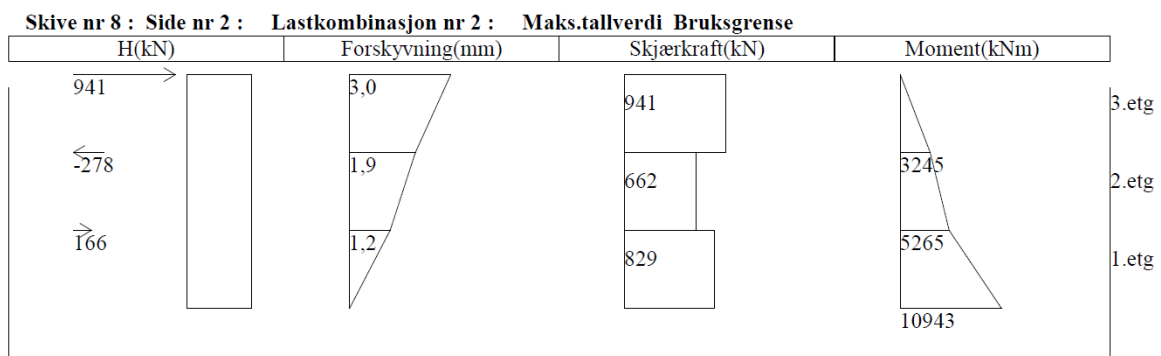 Skive nr 8 : Side nr 2 : Lastkombinasjon nr 2 : Maks.tallverdi Bruksgrense
H(kN) Forskyvning(mm) Skjærkraft(kN) Moment(kNm)
941 3,0 941 3.etg
-278 1,9 662 3245 2.etg
166 1,2 829 5265 1.etg
10943